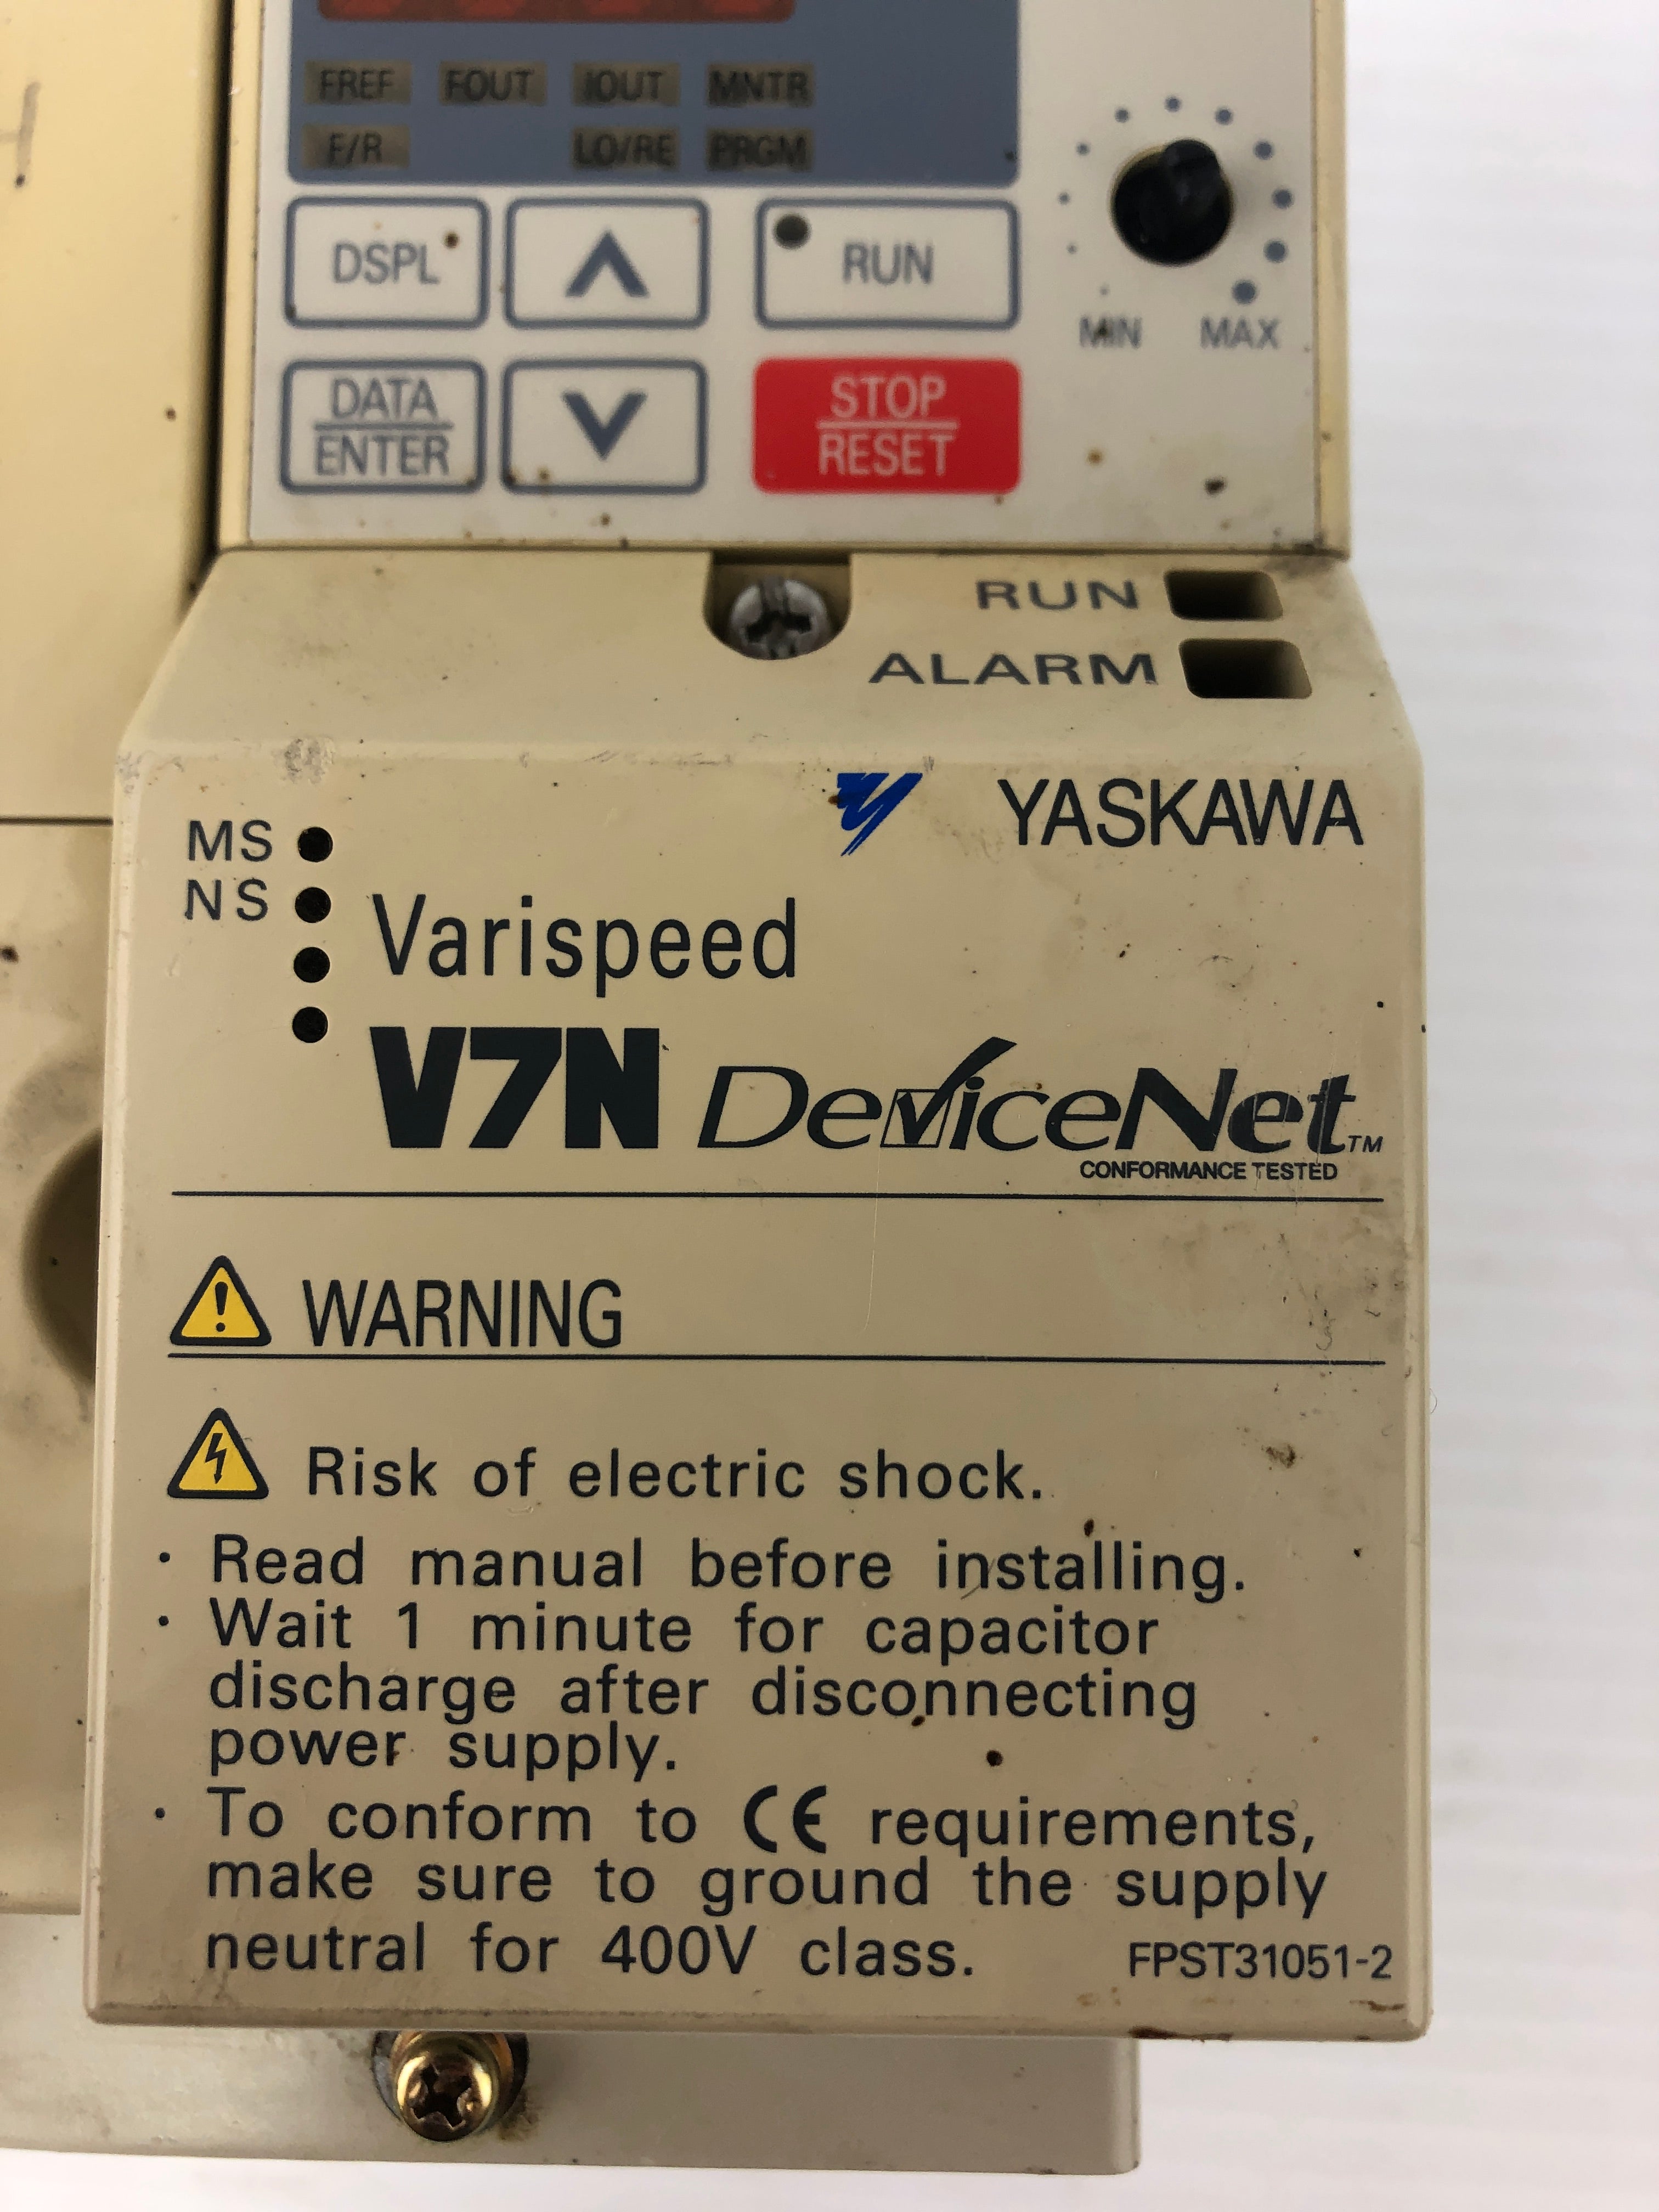 FREF FOUT IOUT MNTR
F/R LO/RE PRGM
DSPL RUN
MIN MAX
DATA STOP
ENTER RESET
RUN
ALARM
YASKAWA
MS
NS
Varispeed
V7N DeviceNet™
CONFORMANCE TESTED
WARNING
Risk of electric shock.
· Read manual before installing.
· Wait 1 minute for capacitor
discharge after disconnecting
power supply.
· To conform to CE requirements,
make sure to ground the supply
neutral for 400V class. FPST31051-2